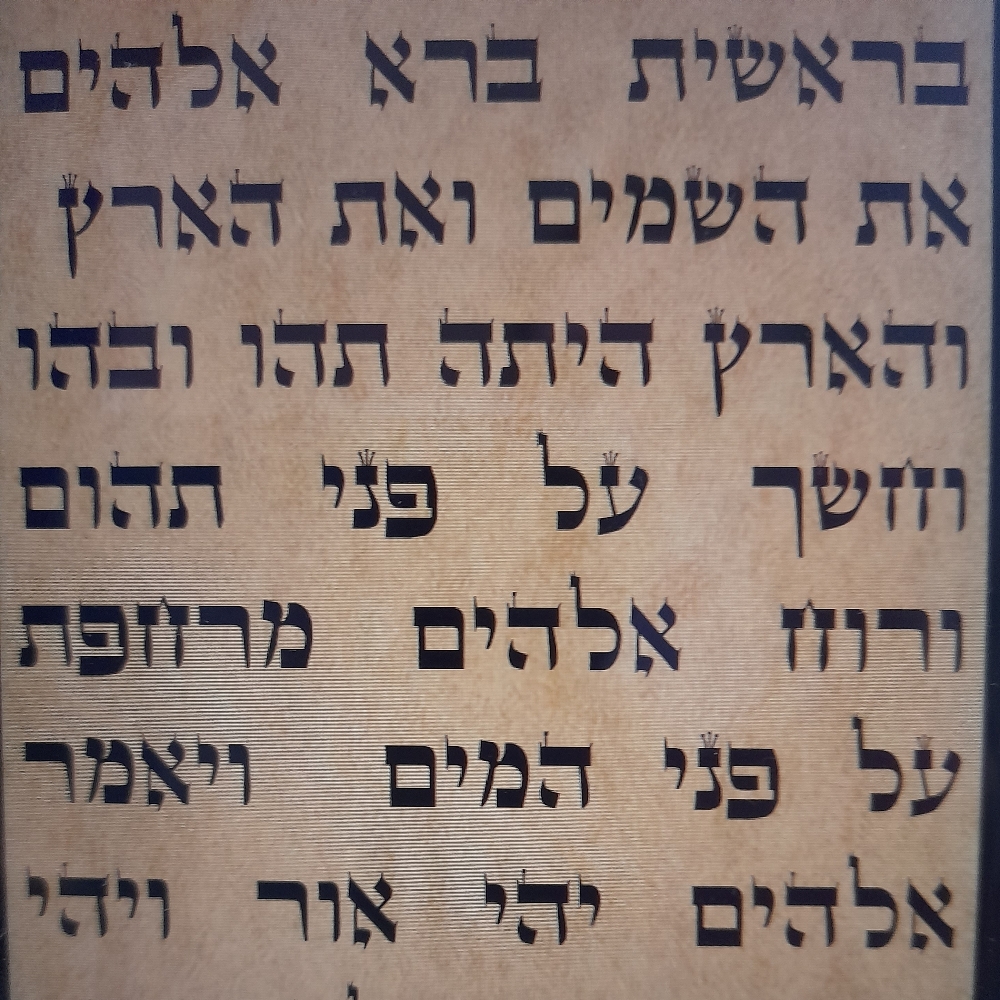 בראשית ברא אלהים
את השמים ואת הארץ
והארץ היתה תהו ובהו
וחשך על פני תהום
ורוח אלהים מרחפת
על פני המים ויאמר
אלהים יהי אור ויהי